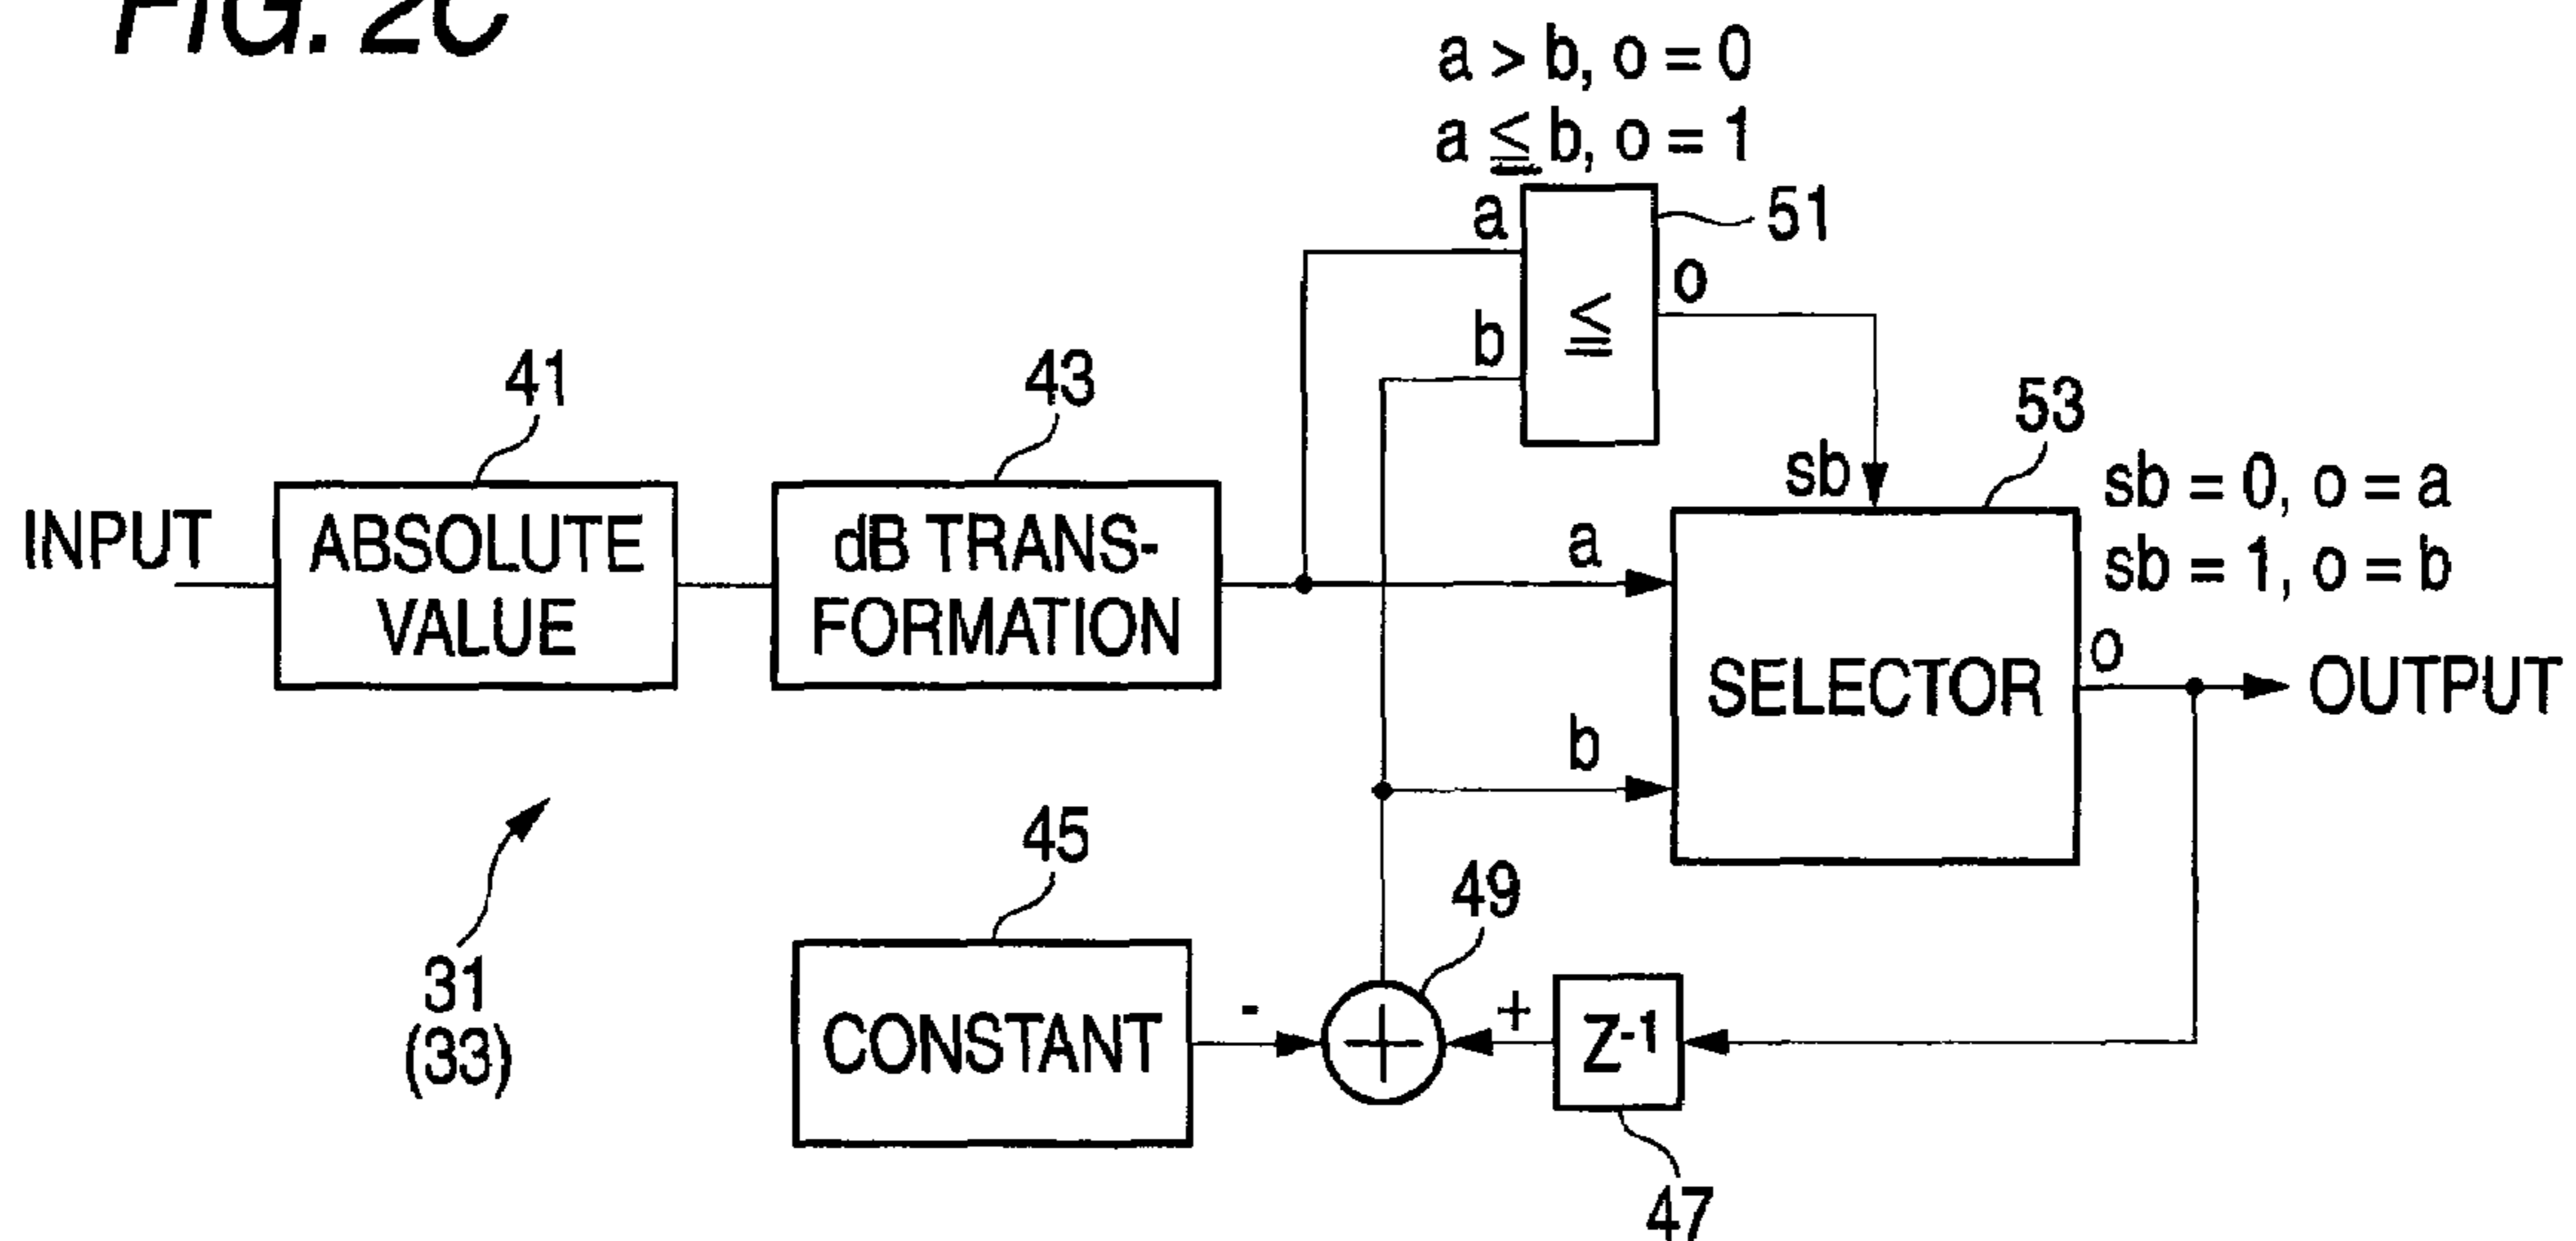 FIG. 2C
a > b, o = 0
a ≦ b, o = 1
a
51
o
b
≦
41
43
53
sb
sb = 0, o = a
sb = 1, o = b
INPUT
ABSOLUTE
VALUE
dB TRANS-
FORMATION
a
SELECTOR
o
OUTPUT
b
45
49
31
(33)
CONSTANT
-
+
+
Z-1
47